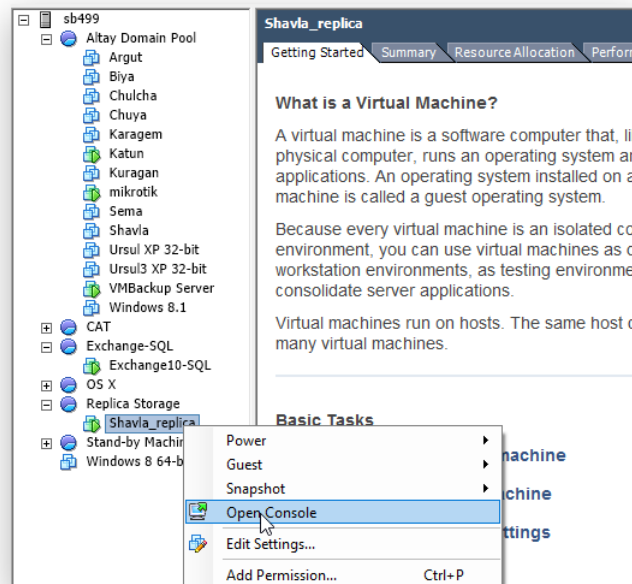 sb499
Altay Domain Pool
Argut
Biya
Chulcha
Chuya
Karagem
Katun
Kuragan
mikrotik
Sema
Shavla
Ursul XP 32-bit
Ursul3 XP 32-bit
VMBackup Server
Windows 8.1
CAT
Exchange-SQL
Exchange10-SQL
OS X
Replica Storage
Shavla_replica
Stand-by Machin
Windows 8 64-b
Shavla_replica
Getting Started Summary Resource Allocation Perform
What is a Virtual Machine?
A virtual machine is a software computer that, li
physical computer, runs an operating system a
applications. An operating system installed on a
machine is called a guest operating system.
Because every virtual machine is an isolated co
environment, you can use virtual machines as
workstation environments, as testing environme
consolidate server applications.
Virtual machines run on hosts. The same host
many virtual machines.
Basic Tasks
machine
chine
ttings
Power
Guest
Snapshot
Open Console
Edit Settings...
Add Permission... Ctrl+P